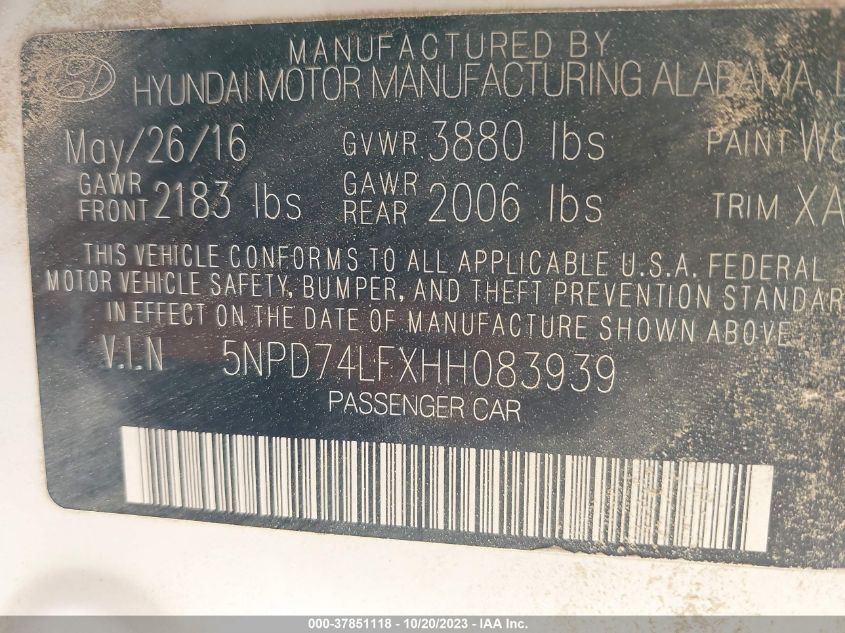 MANUFACTURED BY
HYUNDAI MOTOR MANUFACTURING ALABAMA,
May/26/16 GVWR 3880 lbs PAINT W8
GAWR FRONT 2183 lbs GAWR REAR 2006 lbs TRIM XA
THIS VEHICLE CONFORMS TO ALL APPLICABLE U.S.A. FEDERAL
MOTOR VEHICLE SAFETY, BUMPER, AND THEFT PREVENTION STANDAR
IN EFFECT ON THE DATE OF MANUFACTURE SHOWN ABOVE
V.I.N 5NPD74LFXHH083939
PASSENGER CAR
000-37851118 - 10/20/2023 - IAA Inc.